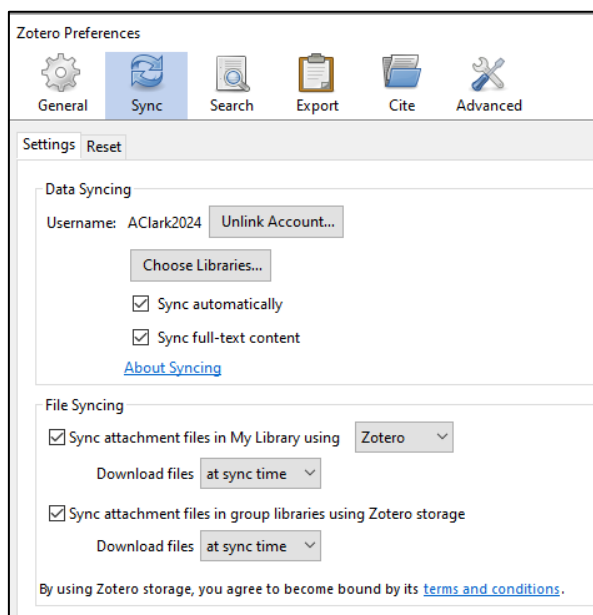 Zotero Preferences
General Sync Search Export Cite Advanced
Settings Reset
Data Syncing
Username: AClark2024 Unlink Account...
Choose Libraries...
Sync automatically
Sync full-text content
About Syncing
File Syncing
Sync attachment files in My Library using Zotero
Download files at sync time
Sync attachment files in group libraries using Zotero storage
Download files at sync time
By using Zotero storage, you agree to become bound by its terms and conditions.